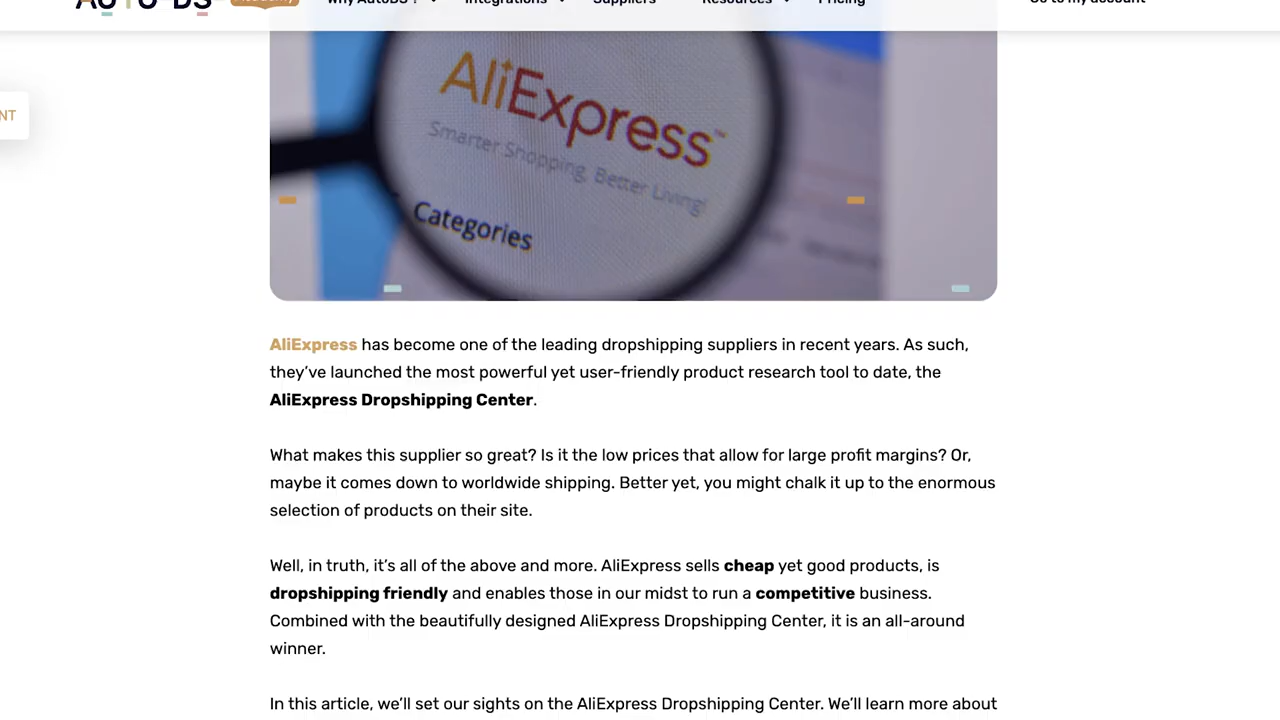 AUTO-DS Academy Why AutoDS ? Integrations Suppliers Resources Pricing Go to my account
NT
AliExpress™
Smarter Shopping, Better Living!
Categories
AliExpress has become one of the leading dropshipping suppliers in recent years. As such,
they’ve launched the most powerful yet user-friendly product research tool to date, the
AliExpress Dropshipping Center.
What makes this supplier so great? Is it the low prices that allow for large profit margins? Or,
maybe it comes down to worldwide shipping. Better yet, you might chalk it up to the enormous
selection of products on their site.
Well, in truth, it’s all of the above and more. AliExpress sells cheap yet good products, is
dropshipping friendly and enables those in our midst to run a competitive business.
Combined with the beautifully designed AliExpress Dropshipping Center, it is an all-around
winner.
In this article, we’ll set our sights on the AliExpress Dropshipping Center. We’ll learn more about